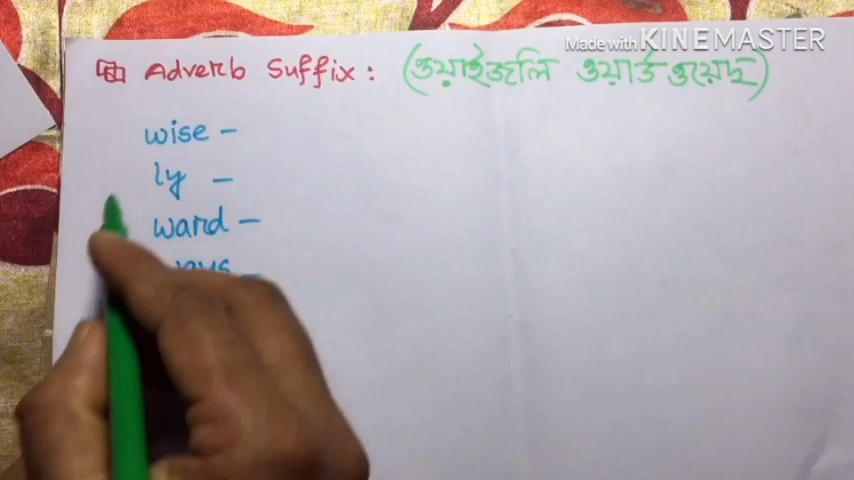 Made with KINEMASTER
Adverb Suffix : (ওয়াইজলি ওয়ার্ড ওয়েছ)
wise –
ly –
ward –